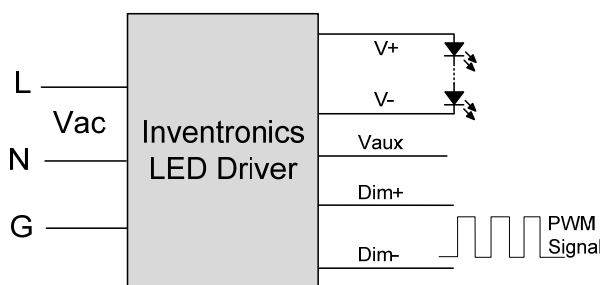 L
Vac
N
G
Inventronics
LED Driver
V+
V-
Vaux
Dim+
Dim-
PWM
Signal